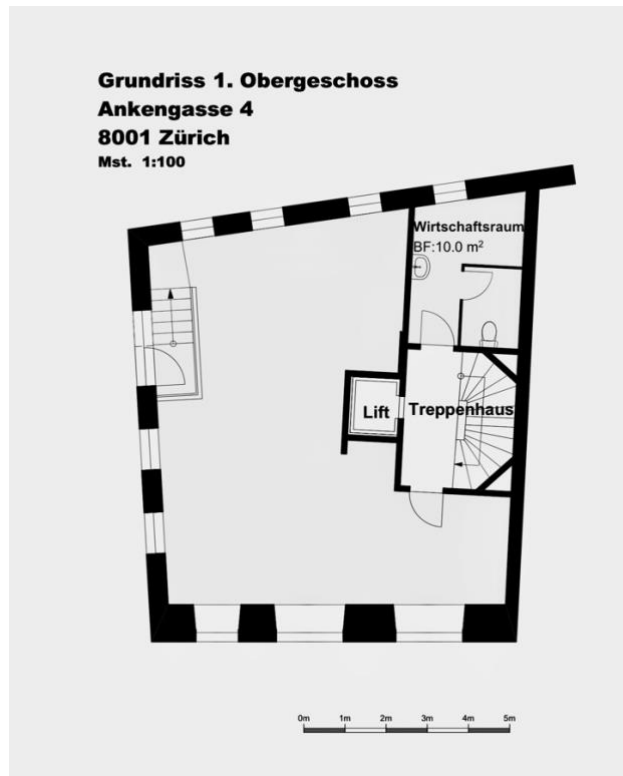 Grundriss 1. Obergeschoss
Ankengasse 4
8001 Zürich
Mst. 1:100
Wirtschaftsraum
BF:10.0 m²
Lift
Treppenhaus
0m 1m 2m 3m 4m 5m